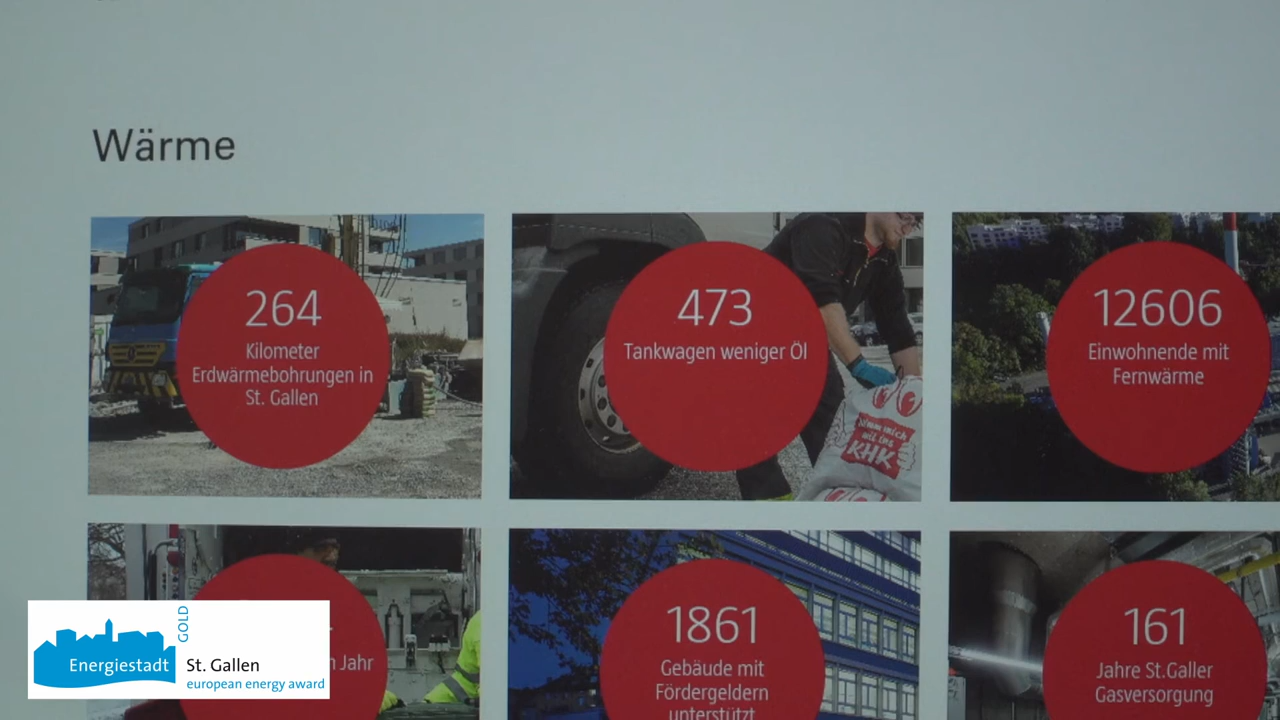 Wärme
264
Kilometer
Erdwärmebohrungen in
St. Gallen
473
Tankwagen weniger Öl
12606
Einwohnende mit
Fernwärme
Nimm mich
mit ins
KHK
n Jahr
1861
Gebäude mit
Fördergeldern
unterstützt
161
Jahre St.Galler
Gasversorgung
Energiestadt
GOLD
St. Gallen
european energy award